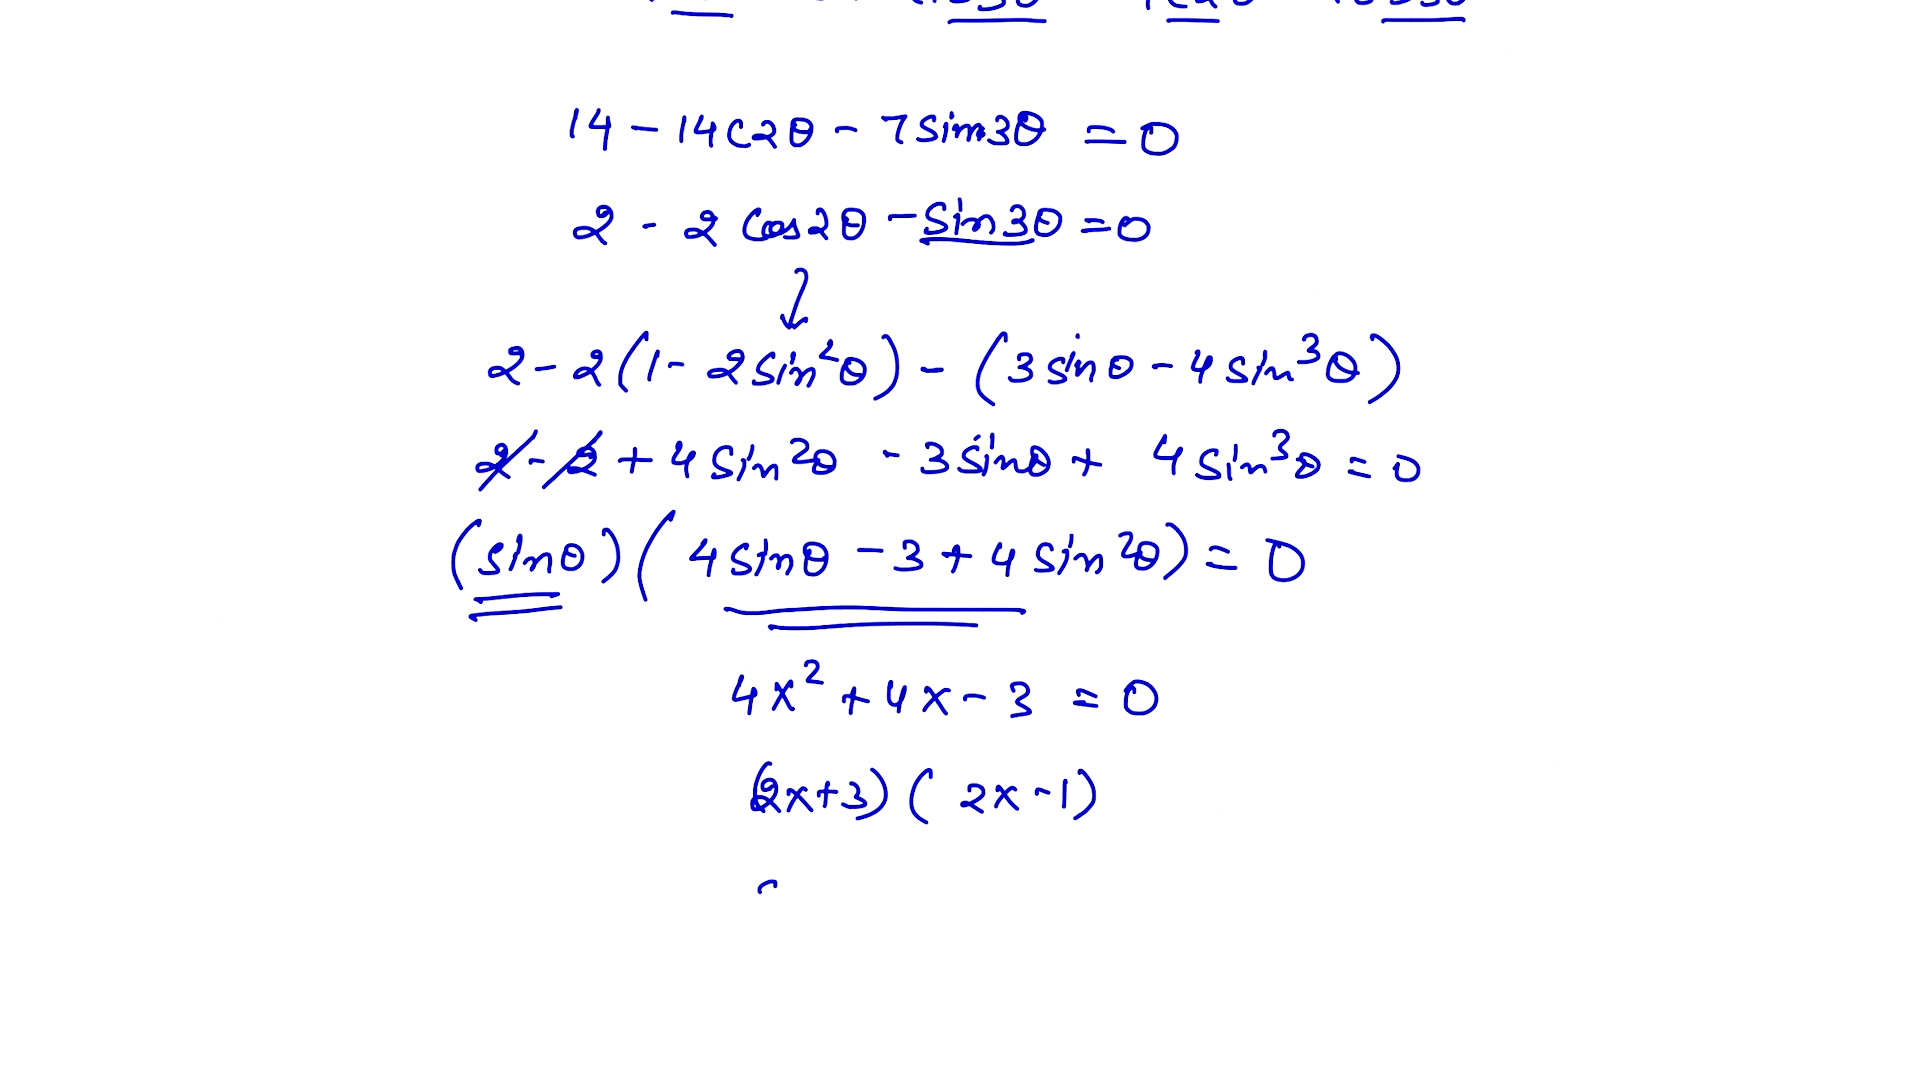 14 - 14C2θ - 7Sin3θ = 0
2 - 2 Cos2θ - Sin3θ = 0
2 - 2(1 - 2Sin²θ) - (3sinθ - 4sin³θ)
2 - 2 + 4Sin²θ - 3Sinθ + 4Sin³θ = 0
(sinθ)(4sinθ - 3 + 4Sin²θ) = 0
4x² + 4x - 3 = 0
(2x+3)(2x-1)